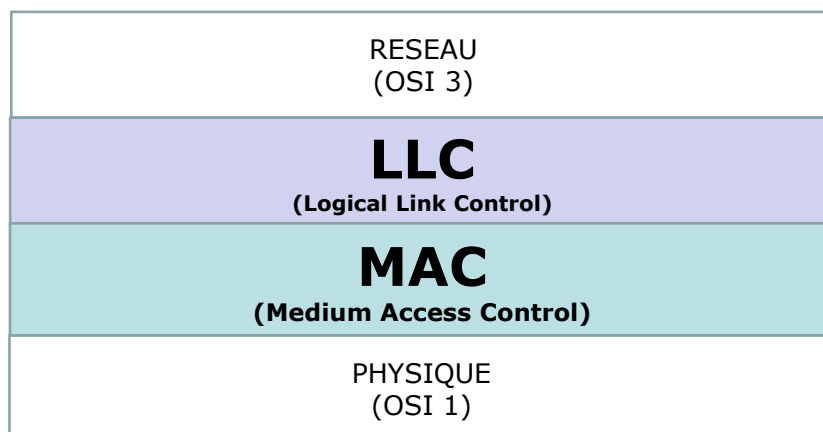 RESEAU
(OSI 3)
LLC
(Logical Link Control)
MAC
(Medium Access Control)
PHYSIQUE
(OSI 1)